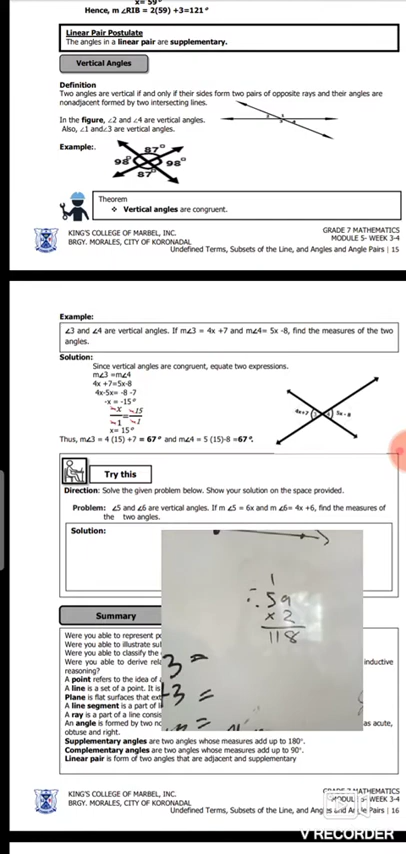 x= 59°
Hence, m ∠RIB = 2(59) +3=121°
Linear Pair Postulate
The angles in a linear pair are supplementary.
Vertical Angles
Definition
Two angles are vertical if and only if their sides form two pairs of opposite rays and their angles are
nonadjacent formed by two intersecting lines.
In the figure, ∠2 and ∠4 are vertical angles.
Also, ∠1 and∠3 are vertical angles.
Example:.
87°
98°
98°
87°
Theorem
❖ Vertical angles are congruent.
KING'S COLLEGE OF MARBEL, INC.
BRGY. MORALES, CITY OF KORONADAL
GRADE 7 MATHEMATICS
MODULE 5- WEEK 3-4
Undefined Terms, Subsets of the Line, and Angles and Angle Pairs | 15
Example:
∠3 and ∠4 are vertical angles. If m∠3 = 4x +7 and m∠4= 5x -8, find the measures of the two
angles.
Solution:
Since vertical angles are congruent, equate two expressions.
m∠3 =m∠4
4x +7=5x-8
4x-5x= -8 -7
-x = -15°
-x = -15
-1 -1
x= 15°
4x+7
5x - 8
Thus, m∠3 = 4 (15) +7 = 67° and m∠4 = 5 (15)-8 =67°.
Try this
Direction: Solve the given problem below. Show your solution on the space provided.
Problem: ∠5 and ∠6 are vertical angles. If m ∠5 = 6x and m ∠6= 4x +6, find the measures of
the two angles.
Solution:
1
∴ 59
x 2
118
3 =
+3 =
=
Summary
Were you able to represent
Were you able to illustrate
Were you able to classify the
Were you able to derive
inductive
reasoning?
A point refers to the idea of
A line is a set of a point. It is
Plane is flat surfaces that
A line segment is a part of
A ray is a part of a line
An angle is formed by two
as acute,
obtuse and right.
Supplementary angles are two angles whose measures add up to 180°.
Complementary angles are two angles whose measures add up to 90°.
Linear pair is form of two angles that are adjacent and supplementary
KING'S COLLEGE OF MARBEL, INC.
BRGY. MORALES, CITY OF KORONADAL
MATHEMATICS
WEEK 3-4
Undefined Terms, Subsets of the Line, and Pairs | 16
V RECORDER